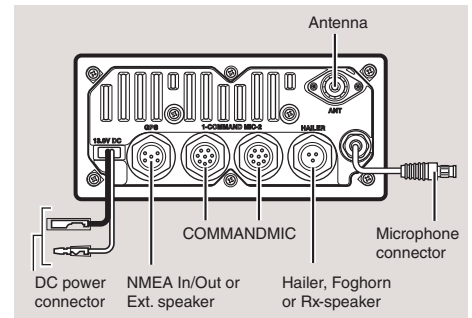 Antenna
ANT
GPS
1-COMMAND MIC-2
HAILER
13.8V DC
COMMANDMIC
DC power
connector
NMEA In/Out or
Ext. speaker
Hailer, Foghorn
or Rx-speaker
Microphone
connector